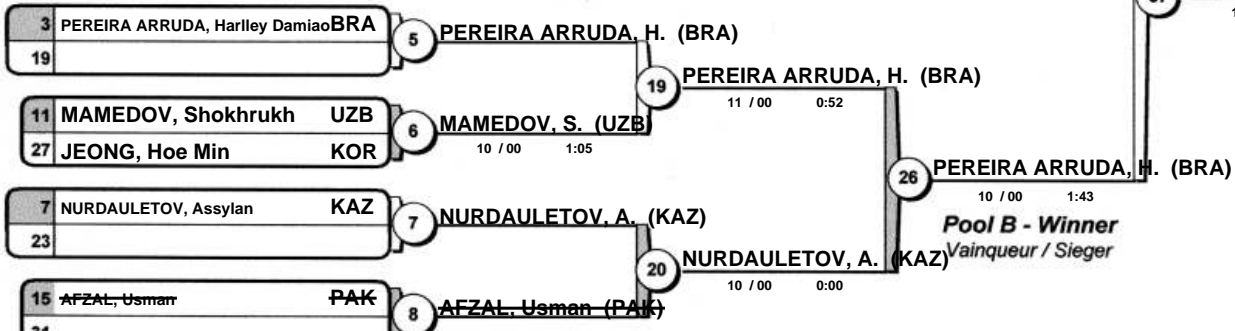 3 PEREIRA ARRUDA, Harlley Damiao BRA
19
5 PEREIRA ARRUDA, H. (BRA)
11 MAMEDOV, Shokhrukh UZB
27 JEONG, Hoe Min KOR
6 MAMEDOV, S. (UZB)
10 / 00 1:05
19 PEREIRA ARRUDA, H. (BRA)
11 / 00 0:52
7 NURDAULETOV, Assylan KAZ
23
7 NURDAULETOV, A. (KAZ)
15 AFZAL, Usman PAK
8 AFZAL, Usman (PAK)
20 NURDAULETOV, A. (KAZ)
10 / 00 0:00
26 PEREIRA ARRUDA, H. (BRA)
10 / 00 1:43
Pool B - Winner
Vainqueur / Sieger